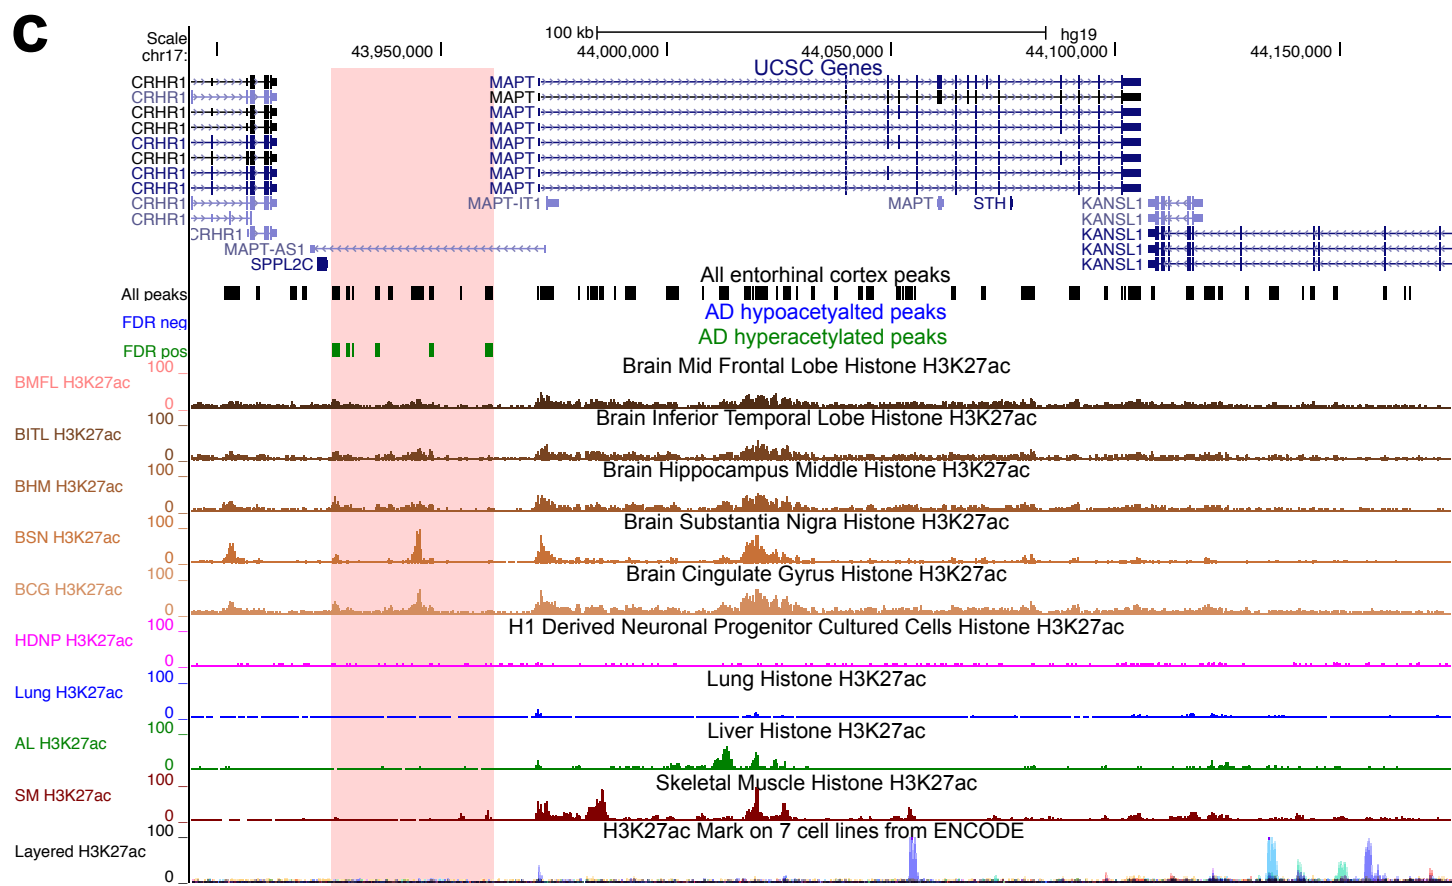 C
Scale 100 kb hg19
chr17: 43,950,000 44,000,000 44,050,000 44,100,000 44,150,000
UCSC Genes
CRHR1 MAPT
CRHR1 MAPT
CRHR1 MAPT
CRHR1 MAPT
CRHR1 MAPT
CRHR1 MAPT
CRHR1 MAPT
CRHR1 MAPT
CRHR1 MAPT-IT1 MAPT STH KANSL1
CRHR1 KANSL1
CRHR1 KANSL1
MAPT-AS1 KANSL1
SPPL2C KANSL1
All entorhinal cortex peaks
All peaks
AD hypoacetyalted peaks
FDR neg
AD hyperacetylated peaks
FDR pos
Brain Mid Frontal Lobe Histone H3K27ac
100
BMFL H3K27ac
0
Brain Inferior Temporal Lobe Histone H3K27ac
100
BITL H3K27ac
0
Brain Hippocampus Middle Histone H3K27ac
100
BHM H3K27ac
0
Brain Substantia Nigra Histone H3K27ac
100
BSN H3K27ac
0
Brain Cingulate Gyrus Histone H3K27ac
100
BCG H3K27ac
0
H1 Derived Neuronal Progenitor Cultured Cells Histone H3K27ac
100
HDNP H3K27ac
0
Lung Histone H3K27ac
100
Lung H3K27ac
0
Liver Histone H3K27ac
100
AL H3K27ac
0
Skeletal Muscle Histone H3K27ac
100
SM H3K27ac
0
H3K27ac Mark on 7 cell lines from ENCODE
100
Layered H3K27ac
0